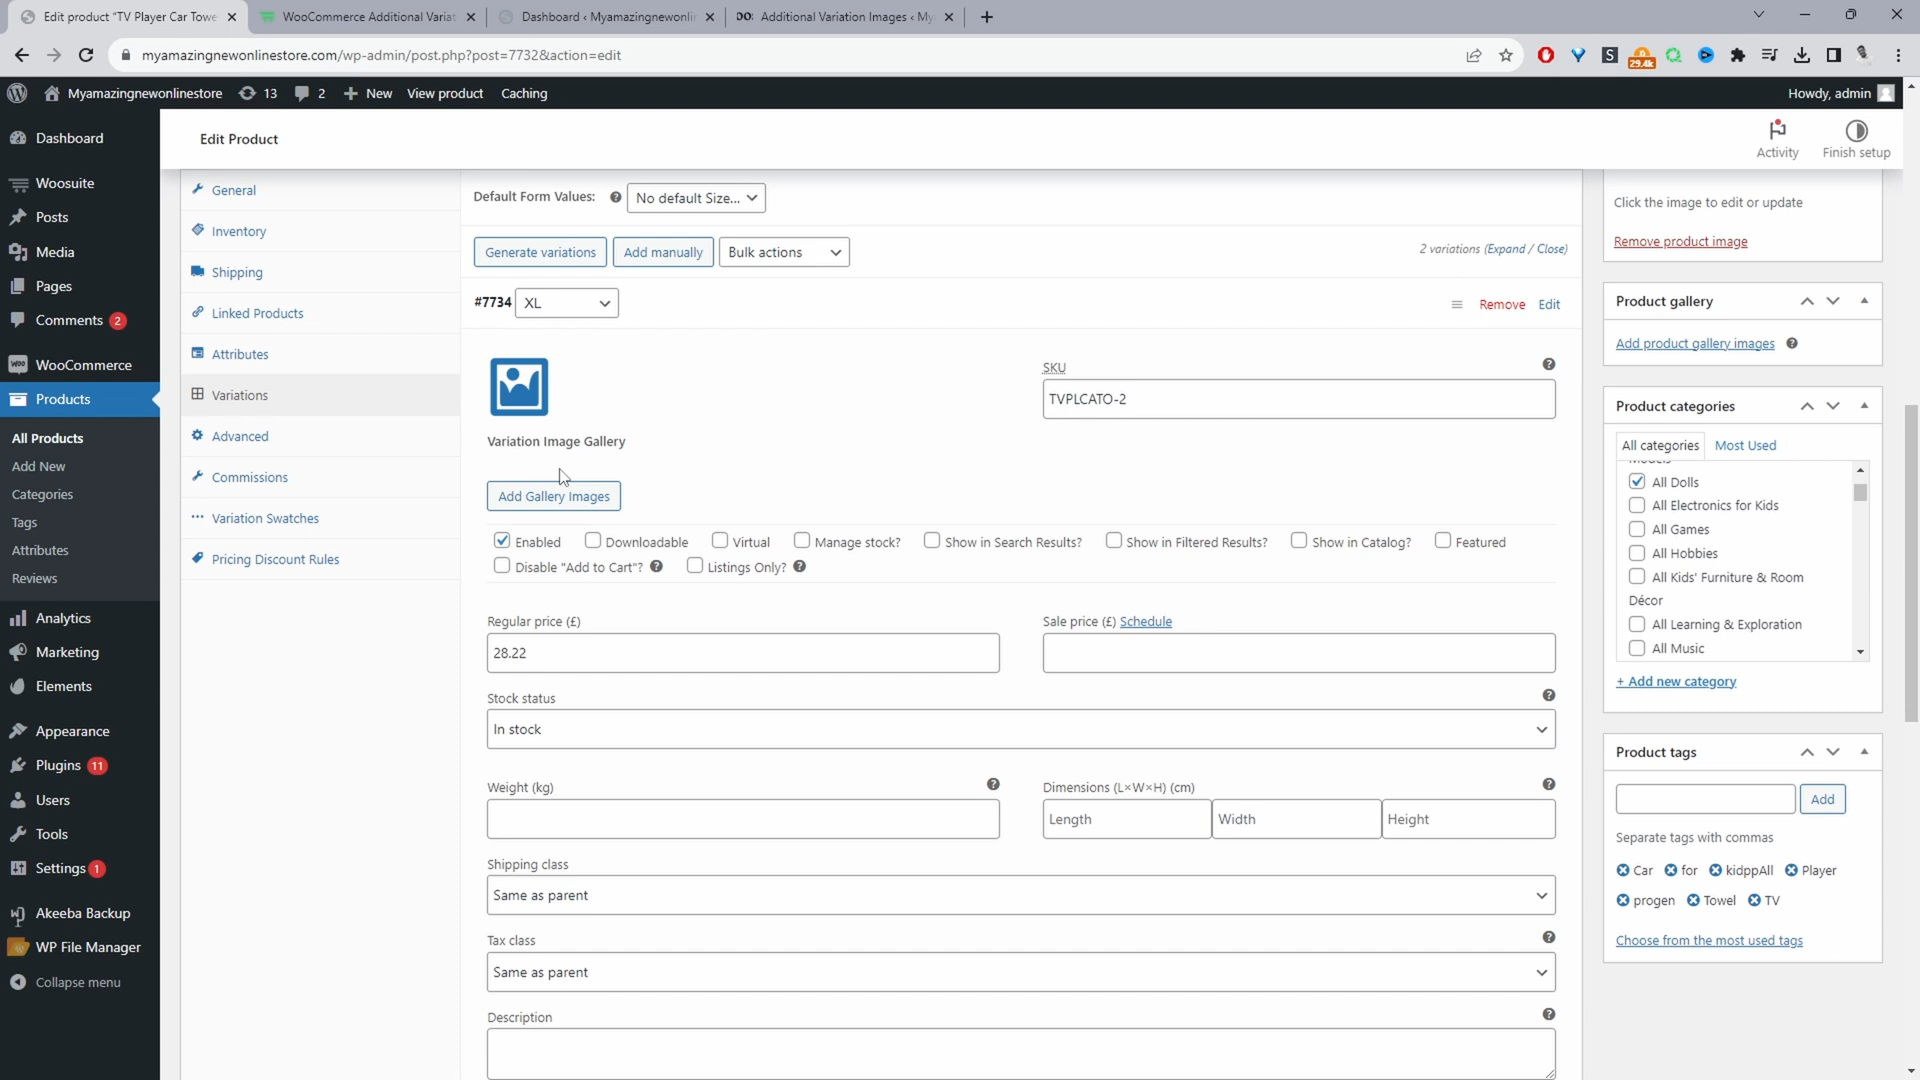 Edit product "TV Player Car Towe
WooCommerce Additional Variat
Dashboard ‹ Myamazingnewonlin
Additional Variation Images ‹ My
myamazingnewonlinestore.com/wp-admin/post.php?post=7732&action=edit
29.4k
Myamazingnewonlinestore
13
2
New
View product
Caching
Howdy, admin
Dashboard
Woosuite
Posts
Media
Pages
Comments 2
WooCommerce
Products
All Products
Add New
Categories
Tags
Attributes
Reviews
Analytics
Marketing
Elements
Appearance
Plugins 11
Users
Tools
Settings 1
Akeeba Backup
WP File Manager
Collapse menu
Edit Product
Activity
Finish setup
General
Inventory
Shipping
Linked Products
Attributes
Variations
Advanced
Commissions
Variation Swatches
Pricing Discount Rules
Default Form Values:
No default Size...
Generate variations
Add manually
Bulk actions
2 variations (Expand / Close)
#7734
XL
Remove
Edit
SKU
TVPLCATO-2
Variation Image Gallery
Add Gallery Images
Enabled
Downloadable
Virtual
Manage stock?
Show in Search Results?
Show in Filtered Results?
Show in Catalog?
Featured
Disable "Add to Cart"?
Listings Only?
Regular price (£)
28.22
Sale price (£) Schedule
Stock status
In stock
Weight (kg)
Dimensions (L×W×H) (cm)
Length
Width
Height
Shipping class
Same as parent
Tax class
Same as parent
Description
Click the image to edit or update
Remove product image
Product gallery
Add product gallery images
Product categories
All categories
Most Used
Models
All Dolls
All Electronics for Kids
All Games
All Hobbies
All Kids' Furniture & Room
Décor
All Learning & Exploration
All Music
+ Add new category
Product tags
Add
Separate tags with commas
Car
for
kidppAll
Player
progen
Towel
TV
Choose from the most used tags